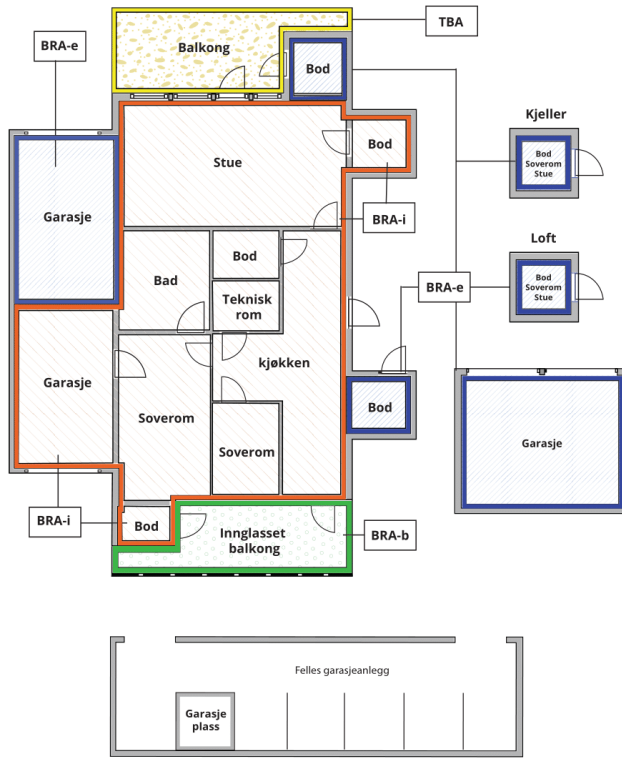 TBA
BRA-e
Balkong
Bod
Kjeller
Bod
Soverom
Stue
Stue
Bod
Garasje
BRA-i
Loft
Bod
Soverom
Stue
Bad
Bod
Teknisk
rom
BRA-e
kjøkken
Garasje
Soverom
Soverom
Bod
Garasje
BRA-i
Bod
Innglasset
balkong
BRA-b
Felles garasjeanlegg
Garasje
plass